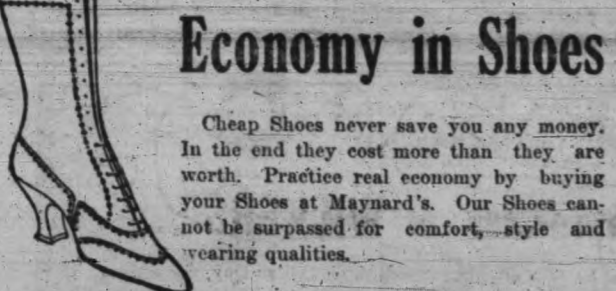 Economy in Shoes
Cheap Shoes never save you any money.
In the end they cost more than they are
worth. Practice real economy by buying
your Shoes at Maynard's. Our Shoes can-
not be surpassed for comfort, style and
wearing qualities.